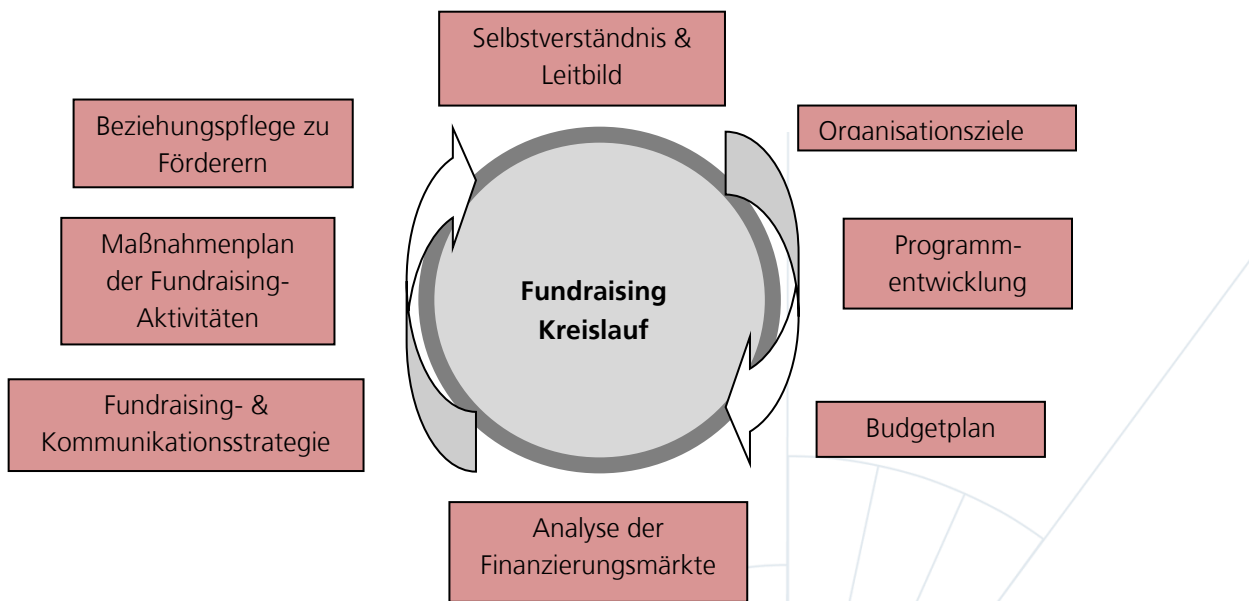 Selbstverständnis &
Leitbild
Organisationsziele
Programm-
entwicklung
Budgetplan
Analyse der
Finanzierungsmärkte
Fundraising- &
Kommunikationsstrategie
Maßnahmenplan
der Fundraising-
Aktivitäten
Beziehungspflege zu
Förderern
Fundraising
Kreislauf